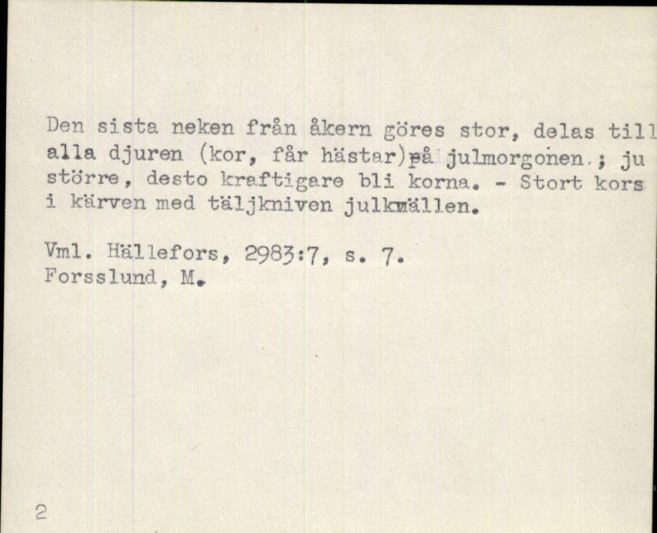 Den sista neken från åkern göres stor, delas till
alla djuren (kor, får hästar)på julmorgonen.; ju
större, desto kraftigare bli korna. - Stort kors
i kärven med täljkniven julkvällen.
Vml. Hällefors, 2983:7, s. 7.
Forsslund, M.
2